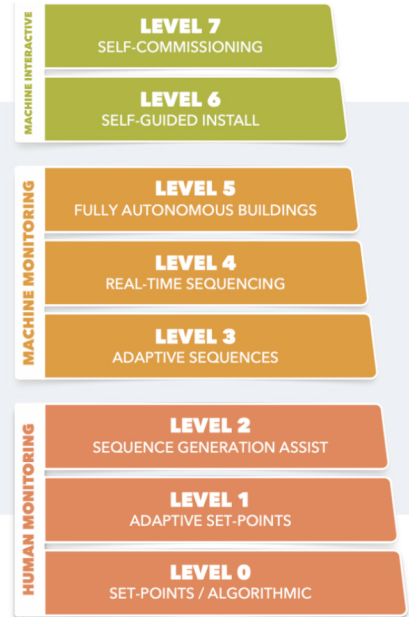 MACHINE INTERACTIVE
LEVEL 7
SELF-COMMISSIONING
LEVEL 6
SELF-GUIDED INSTALL
MACHINE MONITORING
LEVEL 5
FULLY AUTONOMOUS BUILDINGS
LEVEL 4
REAL-TIME SEQUENCING
LEVEL 3
ADAPTIVE SEQUENCES
HUMAN MONITORING
LEVEL 2
SEQUENCE GENERATION ASSIST
LEVEL 1
ADAPTIVE SET-POINTS
LEVEL 0
SET-POINTS / ALGORITHMIC